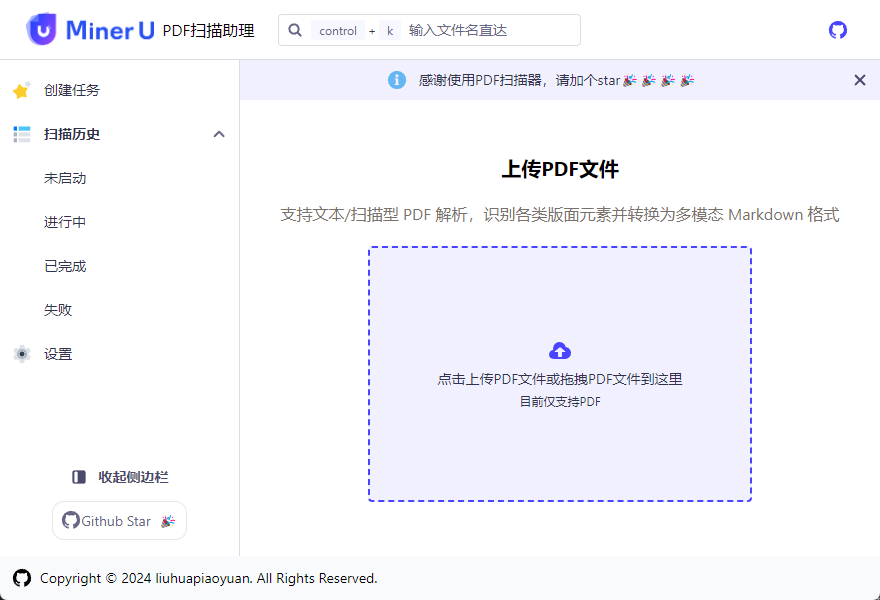 Miner U PDF扫描助理 control + k 输入文件名直达
感谢使用PDF扫描器，请加个star🎉 🎉 🎉 🎉
创建任务
扫描历史
未启动
进行中
已完成
失败
设置
收起侧边栏
Github Star 🎉
上传PDF文件
支持文本/扫描型 PDF 解析，识别各类版面元素并转换为多模态 Markdown 格式
点击上传PDF文件或拖拽PDF文件到这里
目前仅支持PDF
Copyright © 2024 liuhuapiaoyuan. All Rights Reserved.